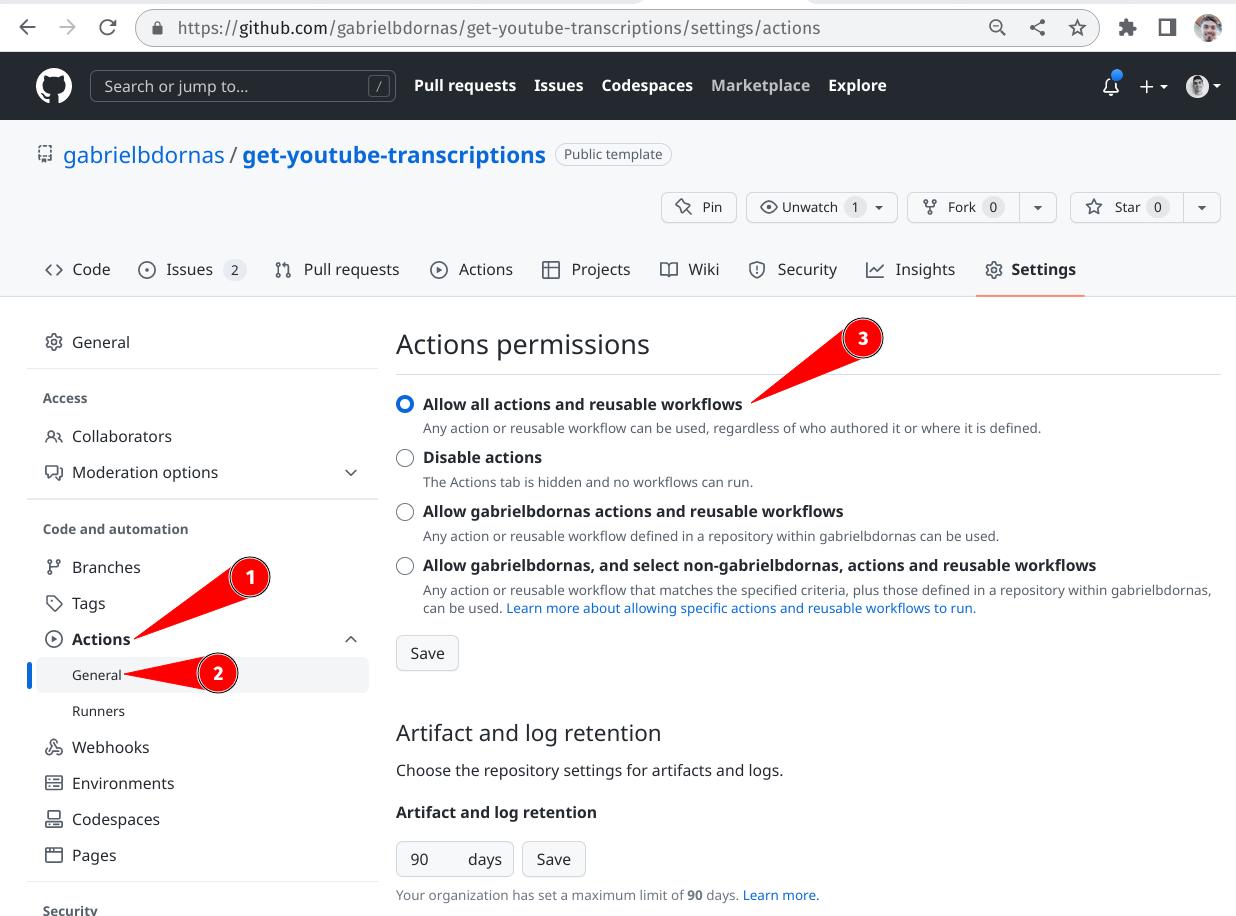 https://github.com/gabrielbdornas/get-youtube-transcriptions/settings/actions
Search or jump to... / Pull requests Issues Codespaces Marketplace Explore
gabrielbdornas / get-youtube-transcriptions Public template
Pin Unwatch 1 Fork 0 Star 0
Code Issues 2 Pull requests Actions Projects Wiki Security Insights Settings
General
Access
Collaborators
Moderation options
Code and automation
Branches
1
Tags
Actions
General
2
Runners
Webhooks
Environments
Codespaces
Pages
Security
Actions permissions
3
Allow all actions and reusable workflows
Any action or reusable workflow can be used, regardless of who authored it or where it is defined.
Disable actions
The Actions tab is hidden and no workflows can run.
Allow gabrielbdornas actions and reusable workflows
Any action or reusable workflow defined in a repository within gabrielbdornas can be used.
Allow gabrielbdornas, and select non-gabrielbdornas, actions and reusable workflows
Any action or reusable workflow that matches the specified criteria, plus those defined in a repository within gabrielbdornas,
can be used. Learn more about allowing specific actions and reusable workflows to run.
Save
Artifact and log retention
Choose the repository settings for artifacts and logs.
Artifact and log retention
90 days Save
Your organization has set a maximum limit of 90 days. Learn more.